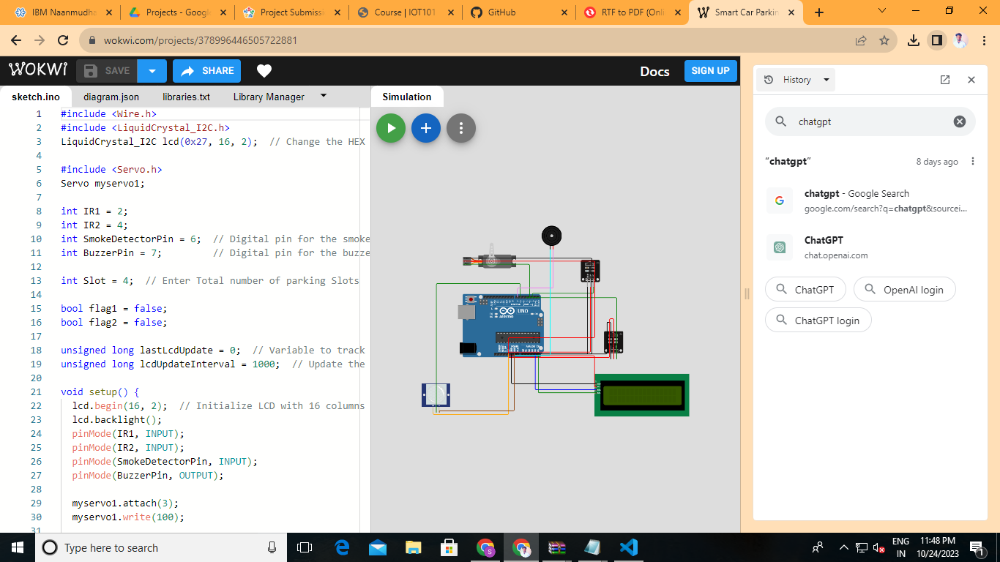 IBM Naanmudha
Projects - Google
Project Submissi
Course | IOT101
GitHub
RTF to PDF (Onli
Smart Car Parkin
wokwi.com/projects/378996446505722881
WOKWI
SAVE
SHARE
Docs
SIGN UP
sketch.ino
diagram.json
libraries.txt
Library Manager
Simulation
1 #include <Wire.h>
2 #include <LiquidCrystal_I2C.h>
3 LiquidCrystal_I2C lcd(0x27, 16, 2);  // Change the HEX
4
5 #include <Servo.h>
6 Servo myservo1;
7
8 int IR1 = 2;
9 int IR2 = 4;
10 int SmokeDetectorPin = 6;  // Digital pin for the smoke
11 int BuzzerPin = 7;         // Digital pin for the buzze
12
13 int Slot = 4;  // Enter Total number of parking Slots
14
15 bool flag1 = false;
16 bool flag2 = false;
17
18 unsigned long lastLcdUpdate = 0;  // Variable to track
19 unsigned long lcdUpdateInterval = 1000;  // Update the
20
21 void setup() {
22   lcd.begin(16, 2);  // Initialize LCD with 16 columns
23   lcd.backlight();
24   pinMode(IR1, INPUT);
25   pinMode(IR2, INPUT);
26   pinMode(SmokeDetectorPin, INPUT);
27   pinMode(BuzzerPin, OUTPUT);
28
29   myservo1.attach(3);
30   myservo1.write(100);
31
UNO
ARDUINO
History
chatgpt
“chatgpt”
8 days ago
chatgpt - Google Search
google.com/search?q=chatgpt&sourcei...
ChatGPT
chat.openai.com
ChatGPT
OpenAI login
ChatGPT login
Type here to search
ENG
IN
11:48 PM
10/24/2023
1